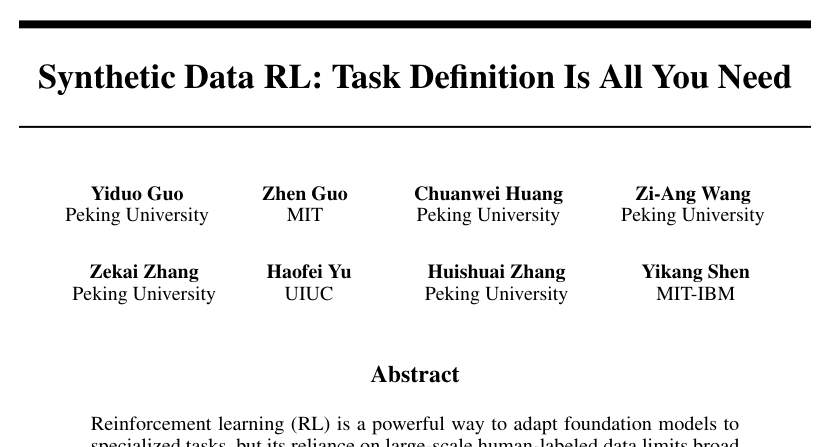 Synthetic Data RL: Task Definition Is All You Need
Yiduo Guo Zhen Guo Chuanwei Huang Zi-Ang Wang
Peking University MIT Peking University Peking University
Zekai Zhang Haofei Yu Huishuai Zhang Yikang Shen
Peking University UIUC Peking University MIT-IBM
Abstract
Reinforcement learning (RL) is a powerful way to adapt foundation models to
specialized tasks, but its reliance on large-scale human-labeled data limits broad